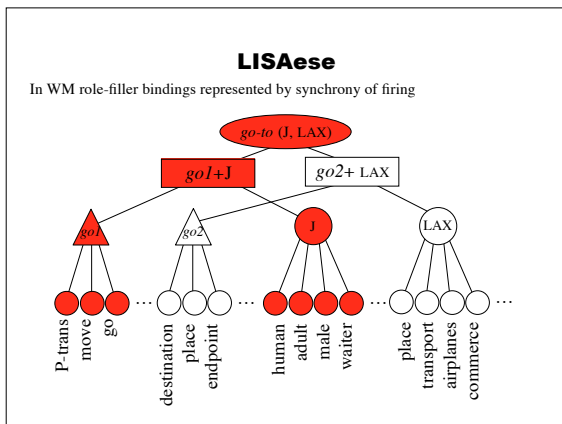 LISAese
In WM role-filler bindings represented by synchrony of firing
go-to (J, LAX)
go1+J
go2+ LAX
go1
go2
J
LAX
... ... ... ...
P-trans
move
go
destination
place
endpoint
human
adult
male
waiter
place
transport
airplanes
commerce